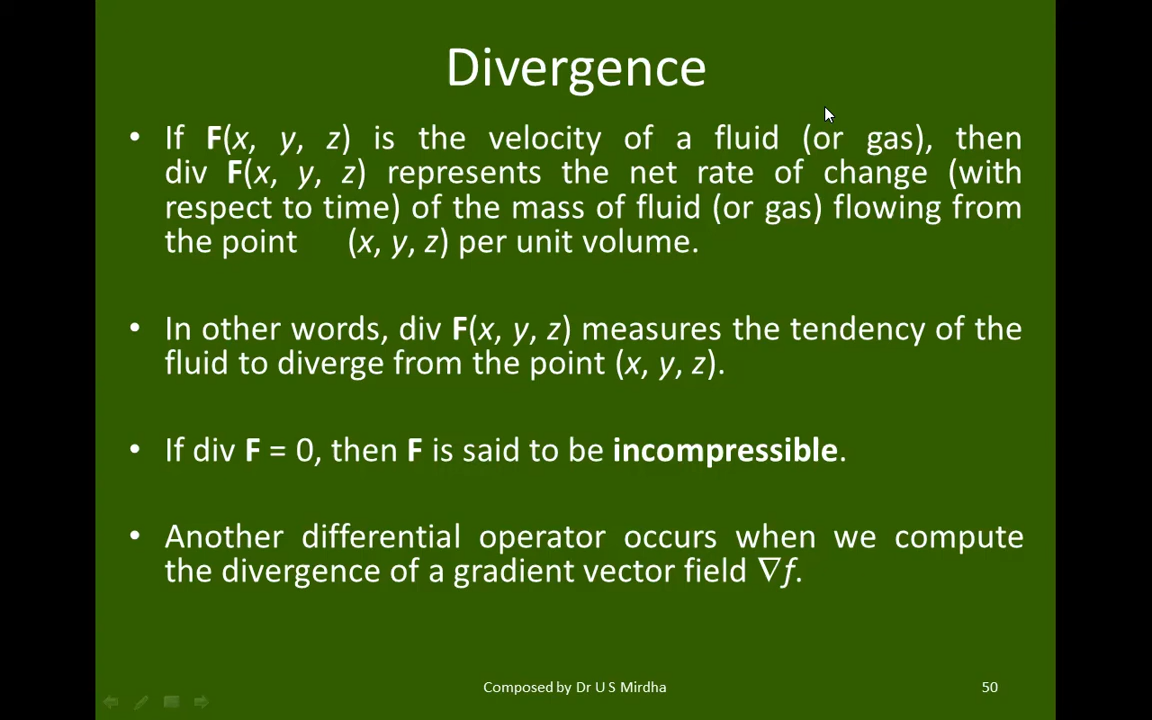 Divergence
• If F(x, y, z) is the velocity of a fluid (or gas), then
div F(x, y, z) represents the net rate of change (with
respect to time) of the mass of fluid (or gas) flowing from
the point (x, y, z) per unit volume.
• In other words, div F(x, y, z) measures the tendency of the
fluid to diverge from the point (x, y, z).
• If div F = 0, then F is said to be incompressible.
• Another differential operator occurs when we compute
the divergence of a gradient vector field ∇f.
Composed by Dr U S Mirdha
50